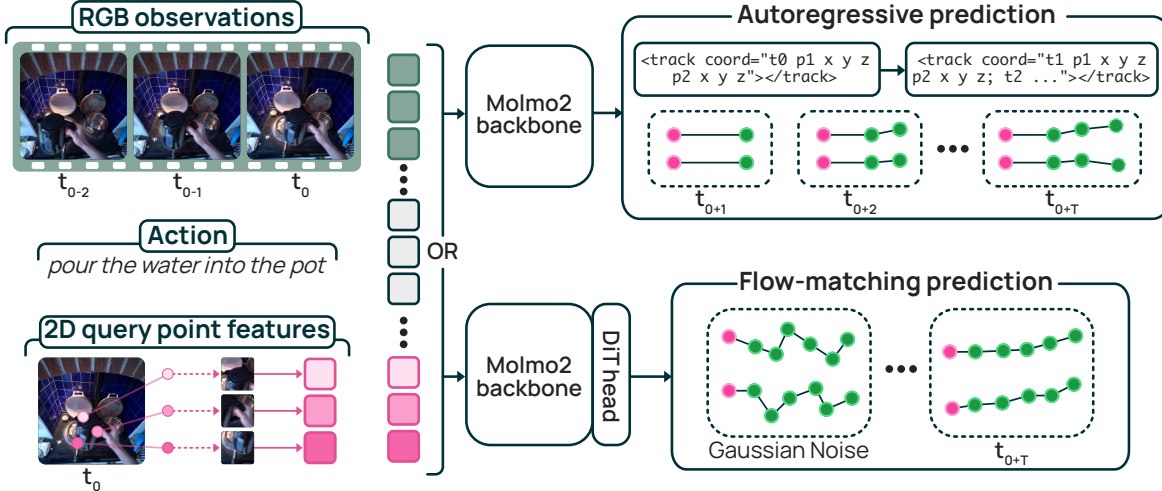 RGB observations
t0-2
t0-1
t0
Action
pour the water into the pot
2D query point features
t0
OR
Molmo2
backbone
Autoregressive prediction
<track coord="t0 p1 x y z
p2 x y z"></track>
<track coord="t1 p1 x y z
p2 x y z; t2 ..."></track>
t0+1
t0+2
t0+T
Molmo2
backbone
DiT head
Flow-matching prediction
Gaussian Noise
t0+T